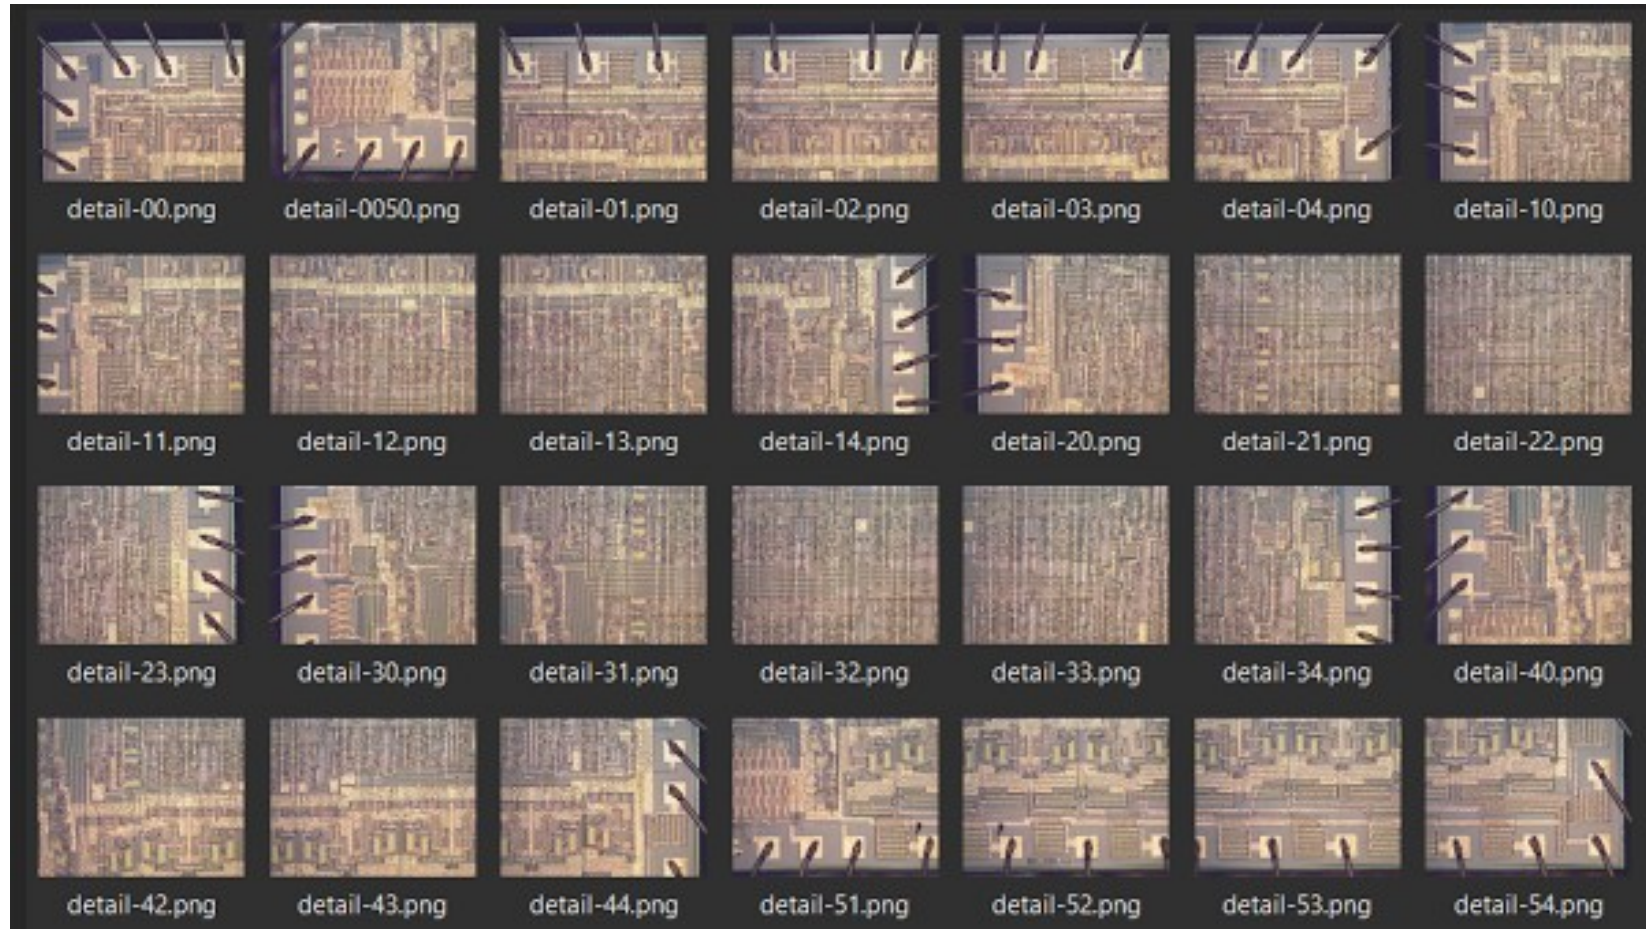 detail-00.png detail-0050.png detail-01.png detail-02.png detail-03.png detail-04.png detail-10.png
detail-11.png detail-12.png detail-13.png detail-14.png detail-20.png detail-21.png detail-22.png
detail-23.png detail-30.png detail-31.png detail-32.png detail-33.png detail-34.png detail-40.png
detail-42.png detail-43.png detail-44.png detail-51.png detail-52.png detail-53.png detail-54.png